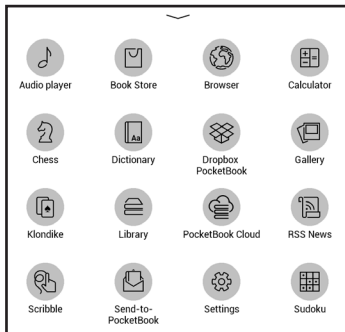 Audio player
Book Store
Browser
Calculator
Chess
Dictionary
Aa
Dropbox
PocketBook
Gallery
Klondike
Library
PocketBook Cloud
RSS News
Scribble
Send-to-
PocketBook
Settings
Sudoku